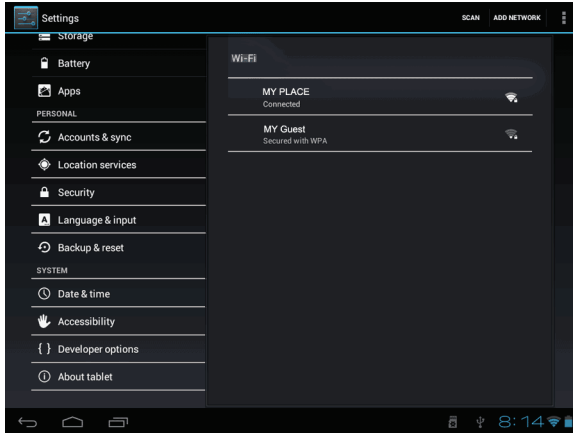 Settings
SCAN ADD NETWORK
Storage
Battery
Apps
PERSONAL
Accounts & sync
Location services
Security
Language & input
Backup & reset
SYSTEM
Date & time
Accessibility
Developer options
About tablet
Wi-Fi
MY PLACE
Connected
MY Guest
Secured with WPA
8:14